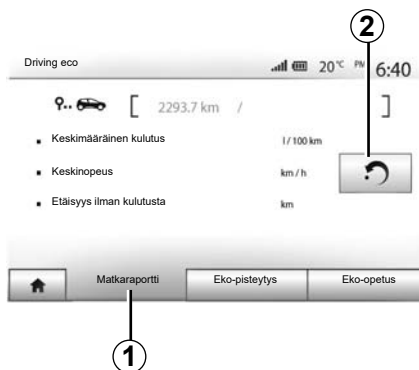 2
Driving eco 20°C PM 6:40
[ 2293.7 km / ]
Keskimääräinen kulutus l/100 km
Keskinopeus km/h
Etäisyys ilman kulutusta km
Matkaraportti Eko-pisteytys Eko-opetus
1